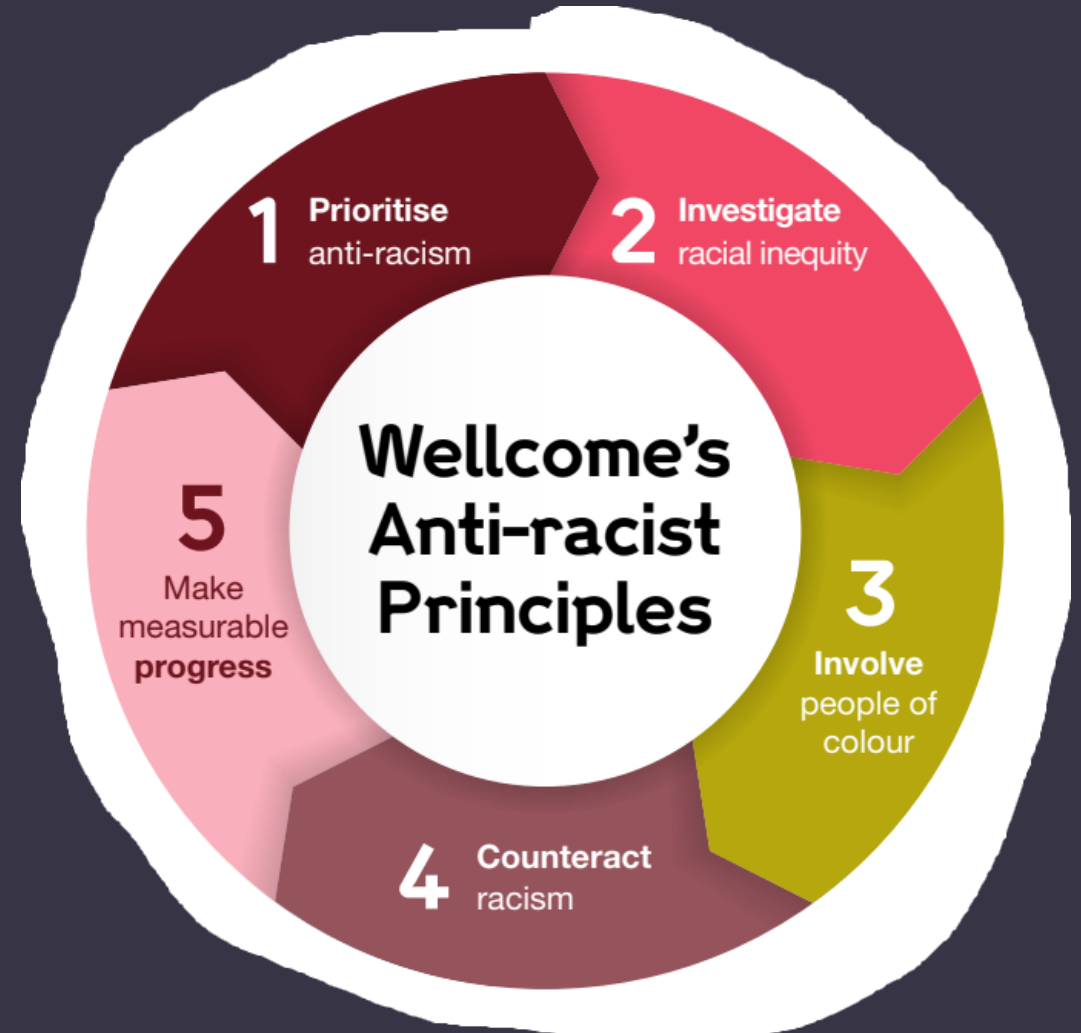 Wellcome's
Anti-racist
Principles
1 Prioritise
anti-racism
2 Investigate
racial inequity
3
Involve
people of
colour
4 Counteract
racism
5
Make
measurable
progress